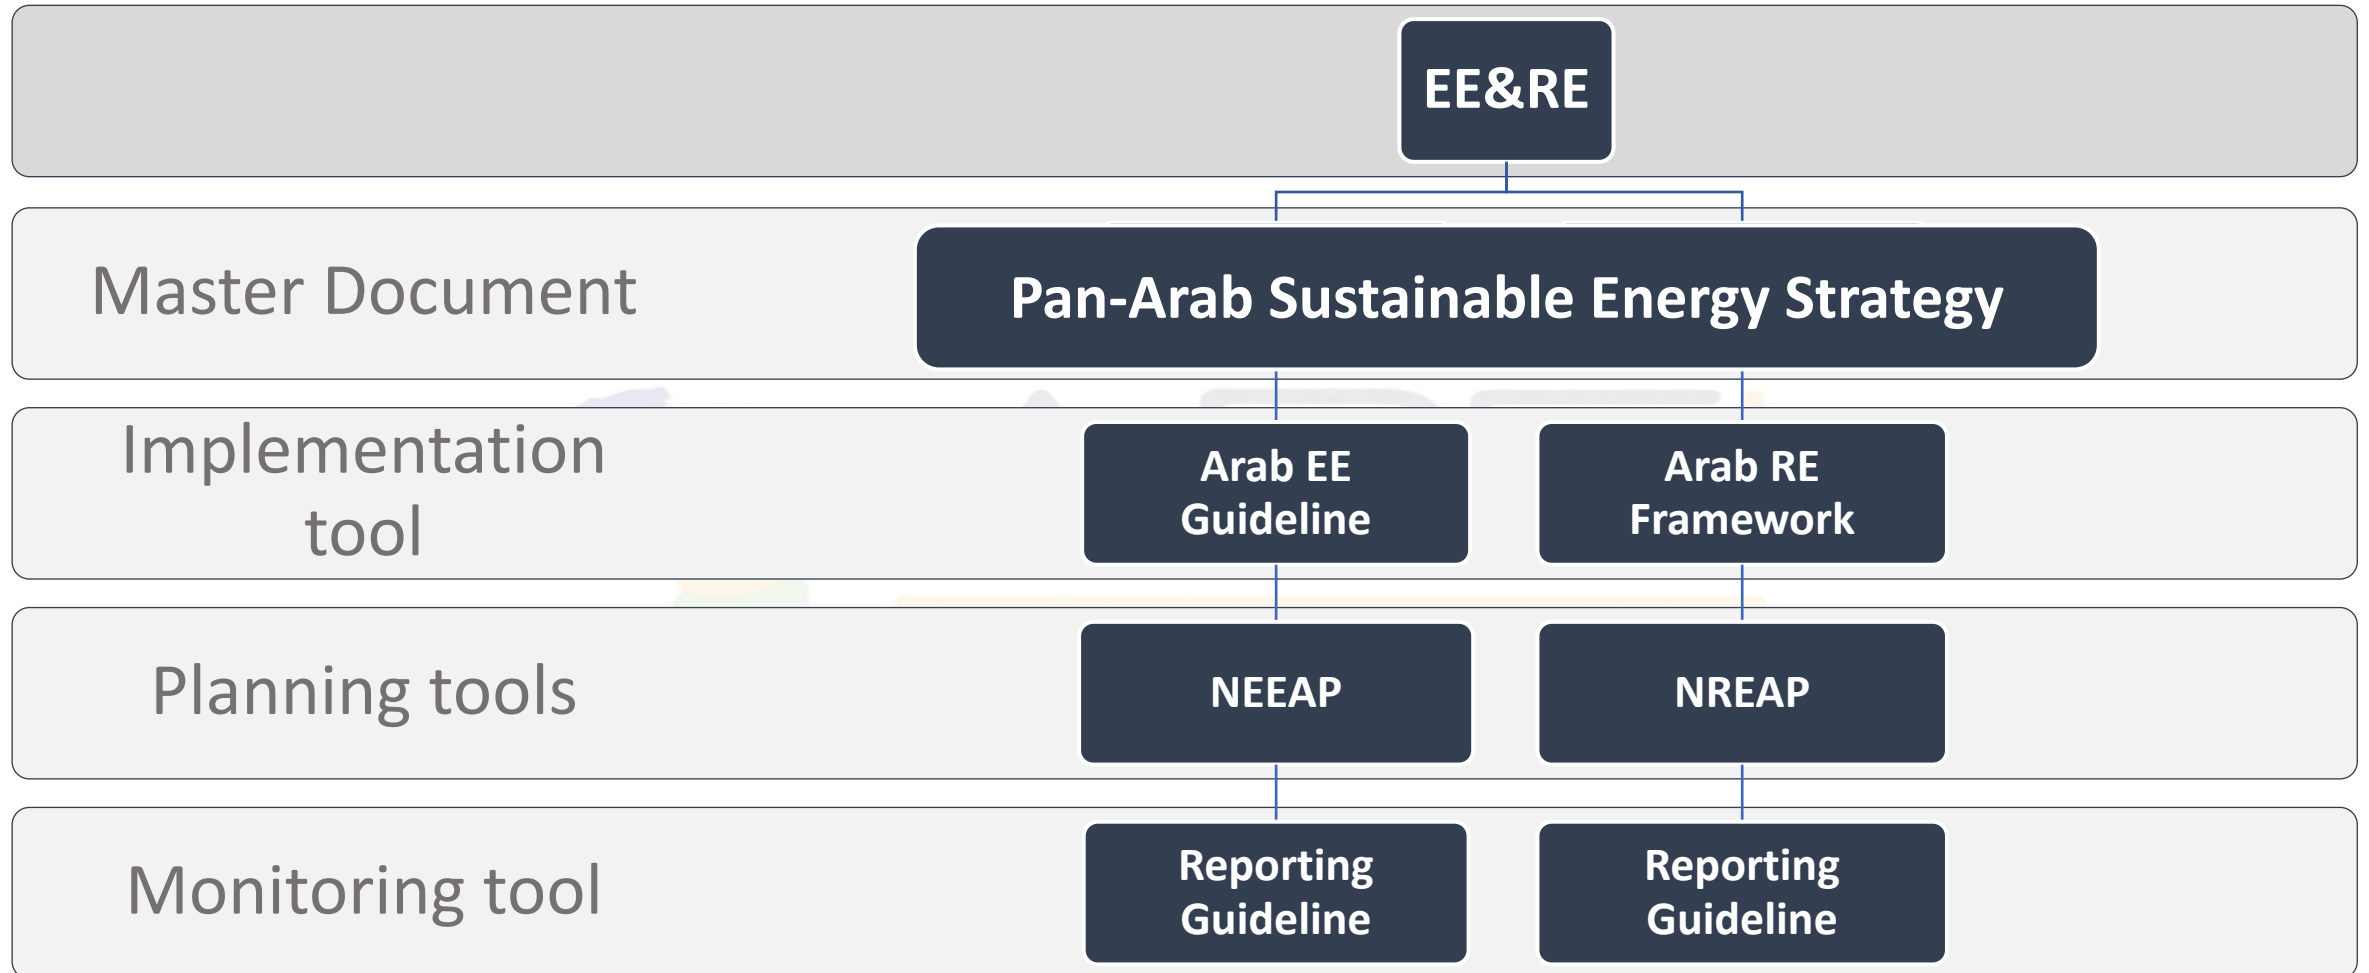 EE&RE
Master Document
Pan-Arab Sustainable Energy Strategy
Implementation
tool
Arab EE
Guideline
Arab RE
Framework
Planning tools
NEEAP
NREAP
Monitoring tool
Reporting
Guideline
Reporting
Guideline